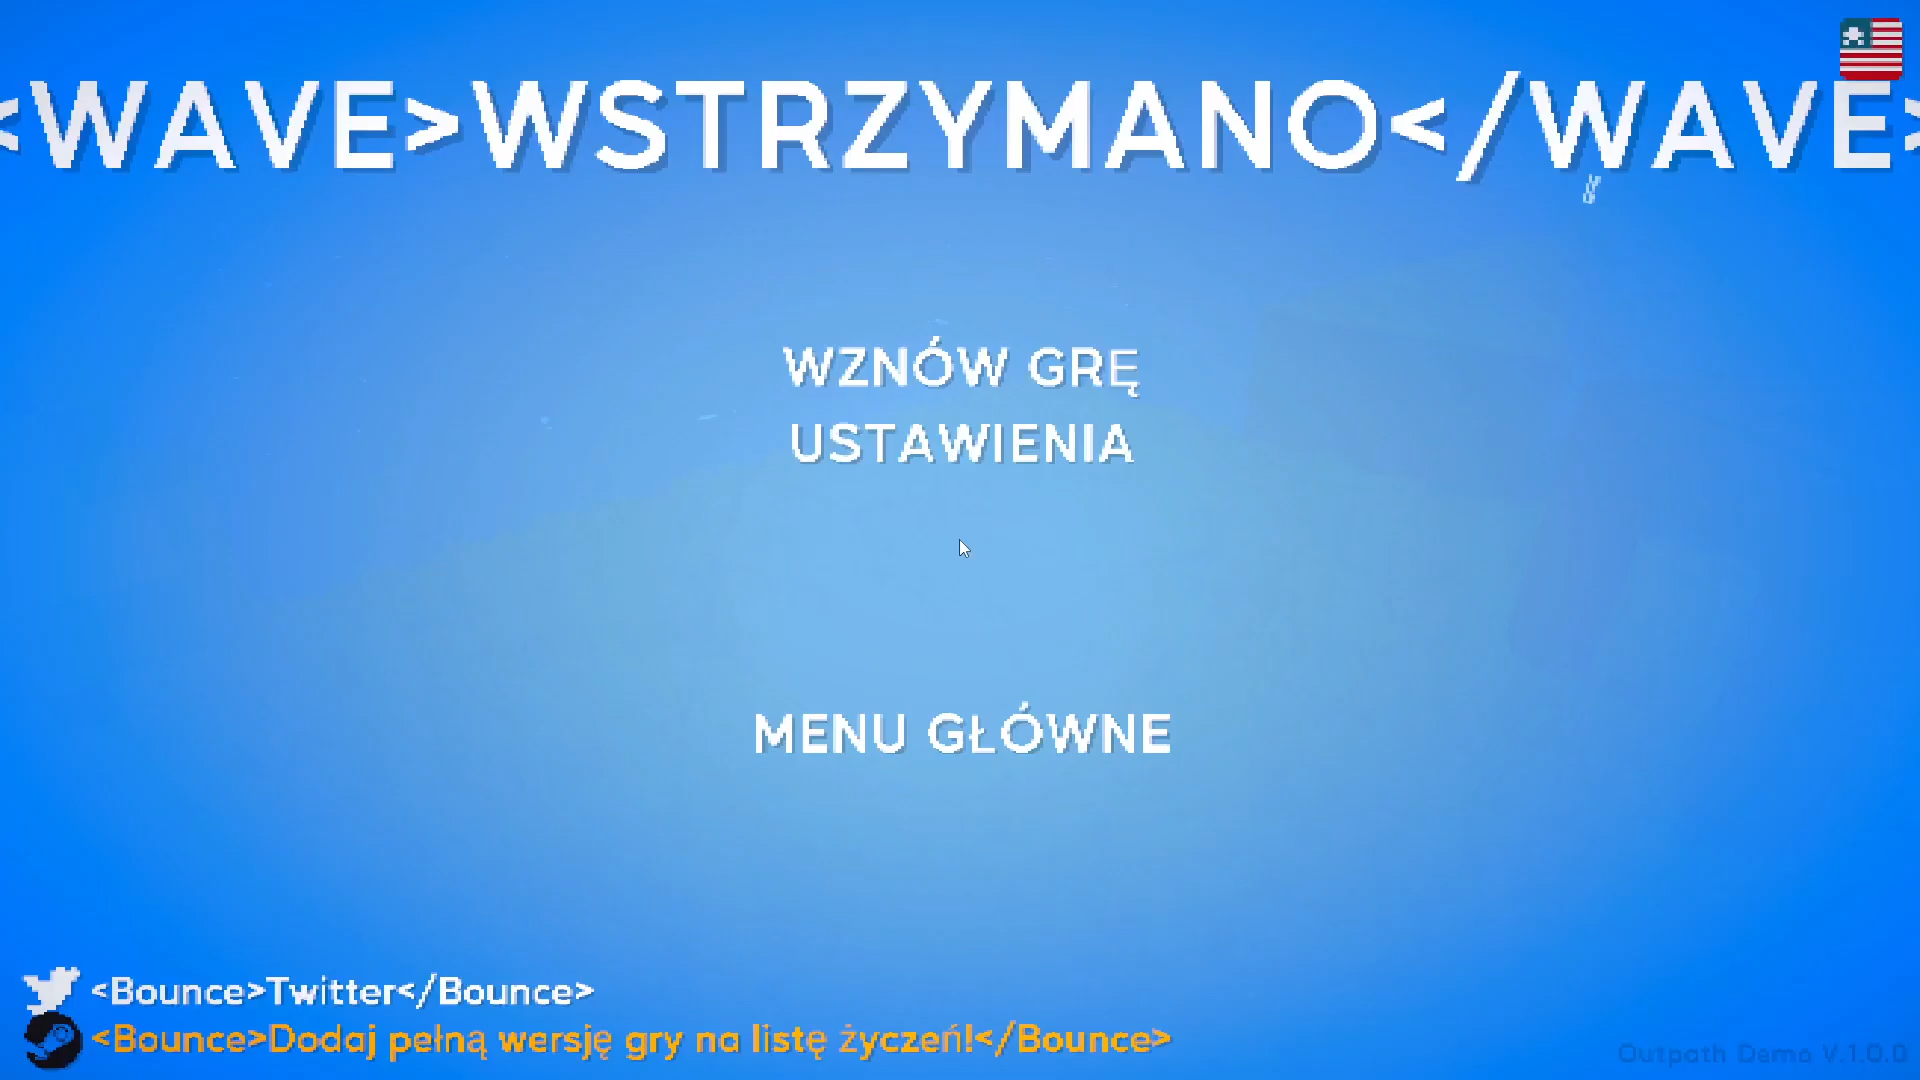 <WAVE>WSTRZYMANO</WAVE>
WZNÓW GRĘ
USTAWIENIA
MENU GŁÓWNE
<Bounce>Twitter</Bounce>
<Bounce>Dodaj pełną wersję gry na listę życzeń!</Bounce>
Outpath Demo V.1.0.0